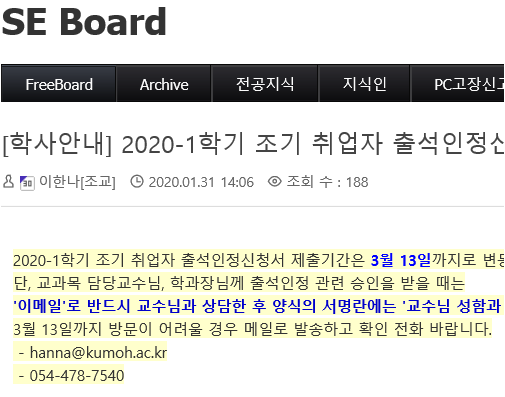 SE Board
FreeBoard Archive 전공지식 지식인 PC고장신고
[학사안내] 2020-1학기 조기 취업자 출석인정신
이한나[조교] 2020.01.31 14:06 조회 수 : 188
2020-1학기 조기 취업자 출석인정신청서 제출기간은 3월 13일까지로 변동
단, 교과목 담당교수님, 학과장님께 출석인정 관련 승인을 받을 때는
'이메일'로 반드시 교수님과 상담한 후 양식의 서명란에는 '교수님 성함과
3월 13일까지 방문이 어려울 경우 메일로 발송하고 확인 전화 바랍니다.
- hanna@kumoh.ac.kr
- 054-478-7540